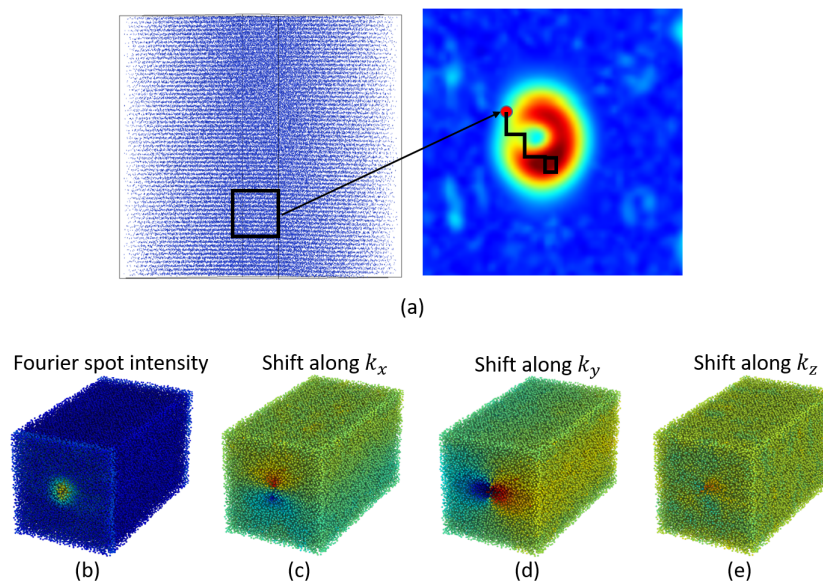 (a)
Fourier spot intensity
Shift along k_x
Shift along k_y
Shift along k_z
(b)
(c)
(d)
(e)